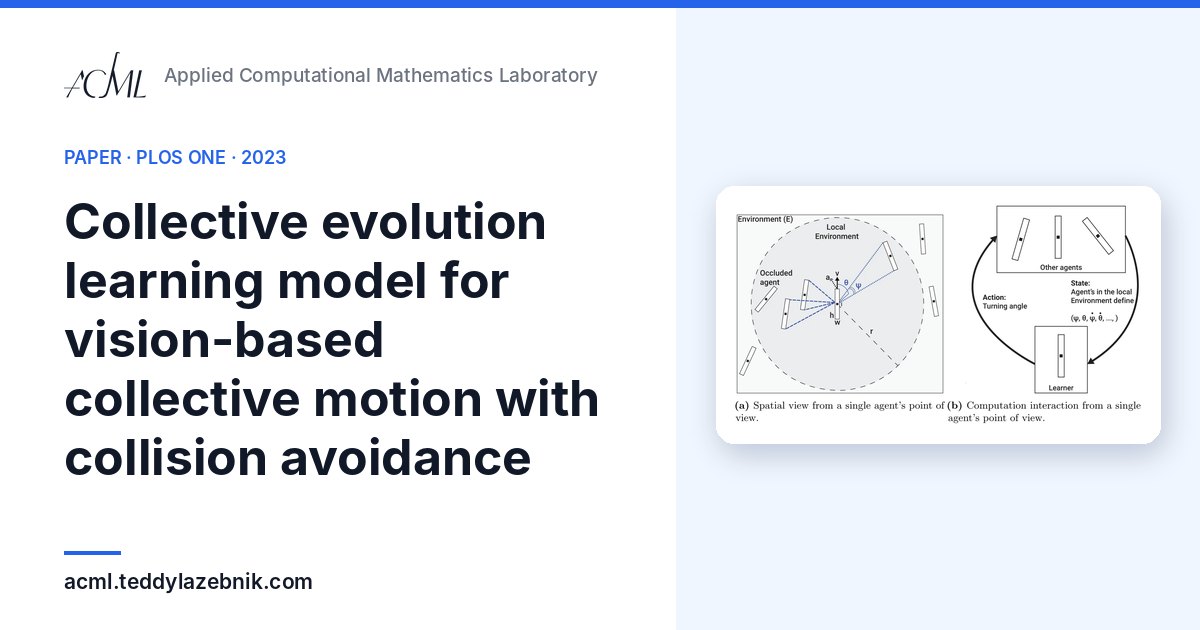 ACML
Applied Computational Mathematics Laboratory
PAPER · PLOS ONE · 2023
Collective evolution
learning model for
vision-based
collective motion with
collision avoidance
acml.teddylazebnik.com
Environment (E)
Local
Environment
Occluded
agent
v
θ
ψ
h
w
r
(a) Spatial view from a single agent's point of
view.
Other agents
Action:
Turning angle
State:
Agent's in the local
Environment define
Learner
(b) Computation interaction from a single
agent's point of view.